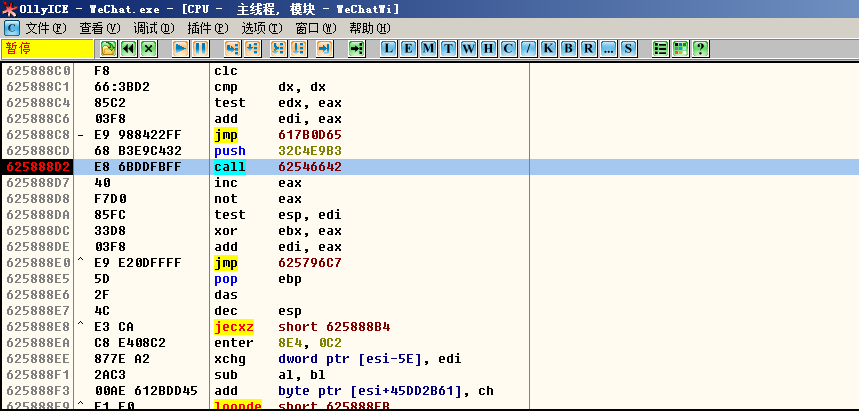 OllyICE - WeChat.exe - [CPU - 主线程, 模块 - WeChatWi]
C 文件(F) 查看(V) 调试(D) 插件(P) 选项(T) 窗口(W) 帮助(H)
暂停 L E M T W H C / K B R ... S ?
625888C0 F8 clc
625888C1 66:3BD2 cmp dx, dx
625888C4 85C2 test edx, eax
625888C6 03F8 add edi, eax
625888C8 - E9 988422FF jmp 617B0D65
625888CD 68 B3E9C432 push 32C4E9B3
625888D2 E8 6BDDFBFF call 62546642
625888D7 40 inc eax
625888D8 F7D0 not eax
625888DA 85FC test esp, edi
625888DC 33D8 xor ebx, eax
625888DE 03F8 add edi, eax
625888E0 ^ E9 E20DFFFF jmp 625796C7
625888E5 5D pop ebp
625888E6 2F das
625888E7 4C dec esp
625888E8 ^ E3 CA jecxz short 625888B4
625888EA C8 E408C2 enter 8E4, 0C2
625888EE 877E A2 xchg dword ptr [esi-5E], edi
625888F1 2AC3 sub al, bl
625888F3 00AE 612BDD45 add byte ptr [esi+45DD2B61], ch
625888F9 ^ E1 F0 loopde short 625888EB